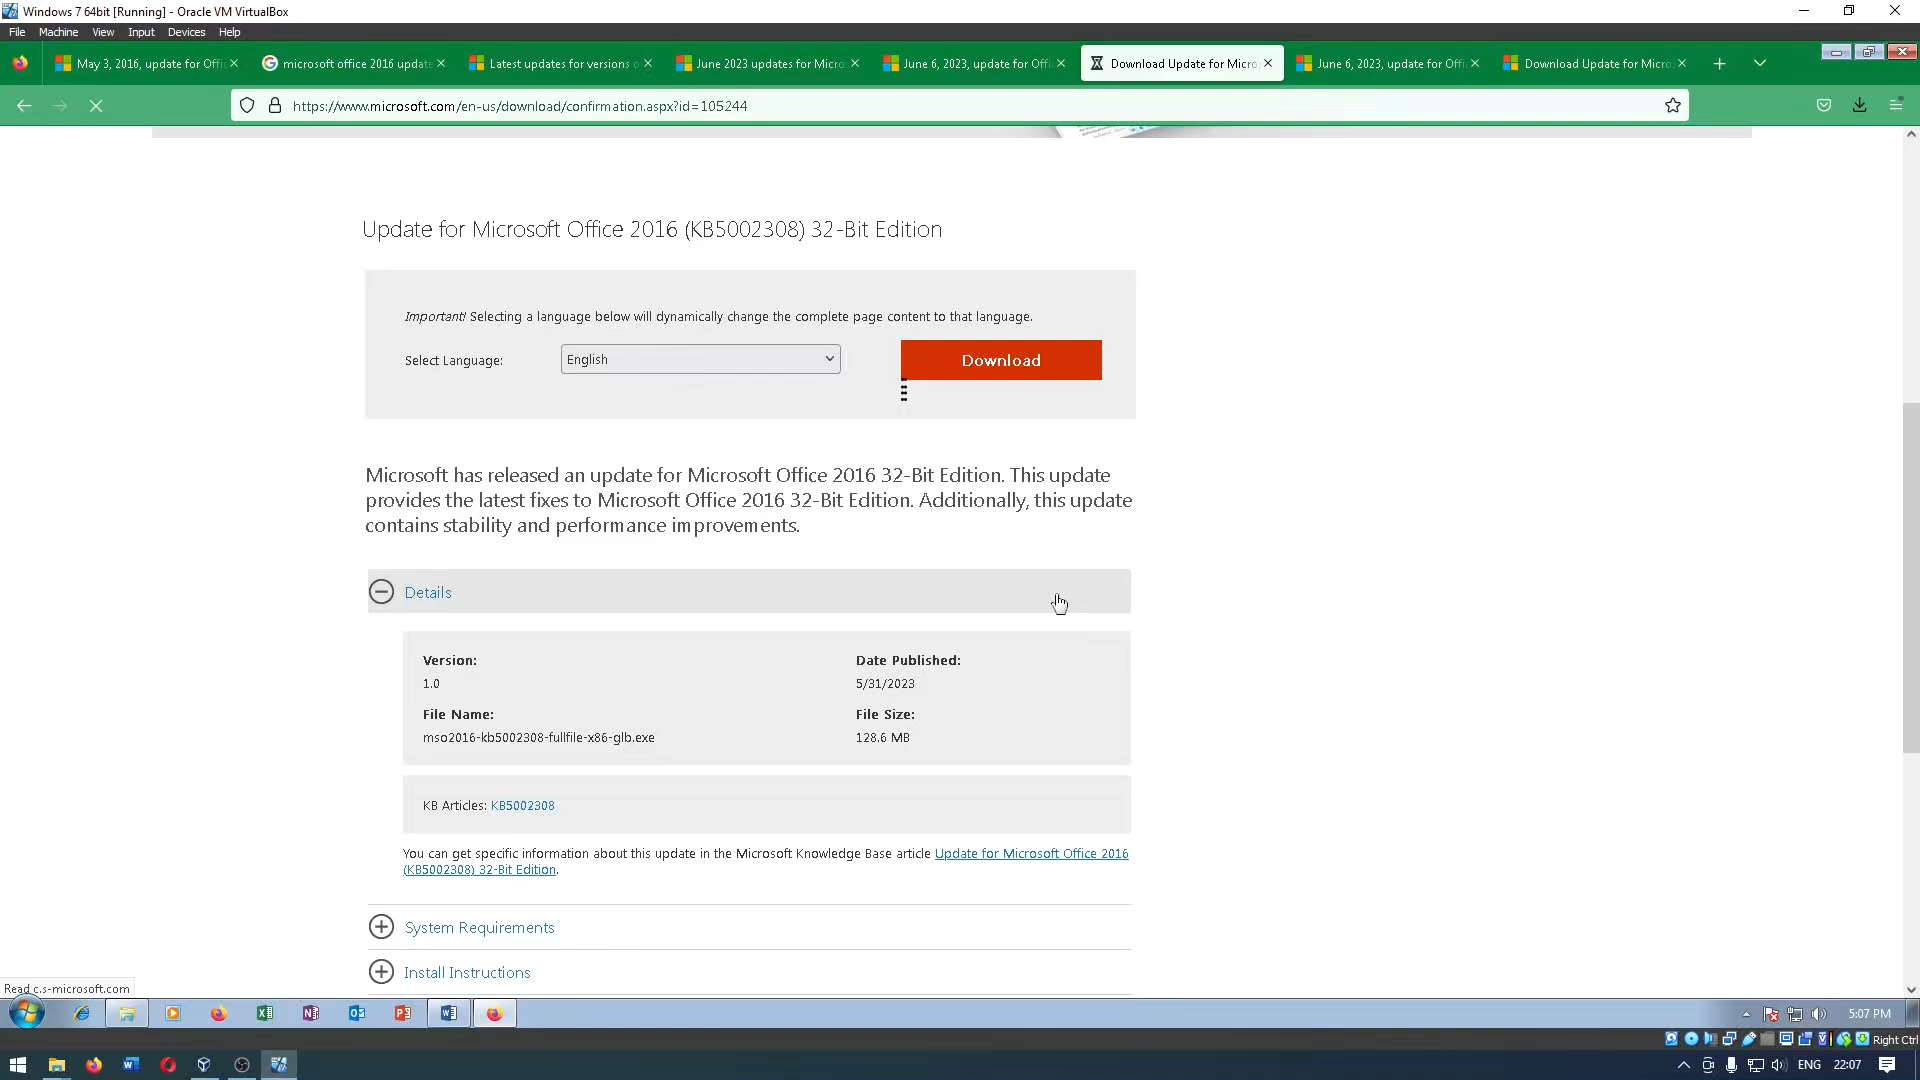 Windows 7 64bit [Running] - Oracle VM VirtualBox
File Machine View Input Devices Help
May 3, 2016, update for Offi
microsoft office 2016 update
Latest updates for versions o
June 2023 updates for Micro
June 6, 2023, update for Offi
Download Update for Micro
June 6, 2023, update for Offi
Download Update for Micro
https://www.microsoft.com/en-us/download/confirmation.aspx?id=105244
Update for Microsoft Office 2016 (KB5002308) 32-Bit Edition
Important! Selecting a language below will dynamically change the complete page content to that language.
Select Language:
English
Download
Microsoft has released an update for Microsoft Office 2016 32-Bit Edition. This update
provides the latest fixes to Microsoft Office 2016 32-Bit Edition. Additionally, this update
contains stability and performance improvements.
Details
Version:
1.0
Date Published:
5/31/2023
File Name:
mso2016-kb5002308-fullfile-x86-glb.exe
File Size:
128.6 MB
KB Articles: KB5002308
You can get specific information about this update in the Microsoft Knowledge Base article Update for Microsoft Office 2016
(KB5002308) 32-Bit Edition.
System Requirements
Install Instructions
Read c.s-microsoft.com
5:07 PM
Right Ctrl
ENG 22:07